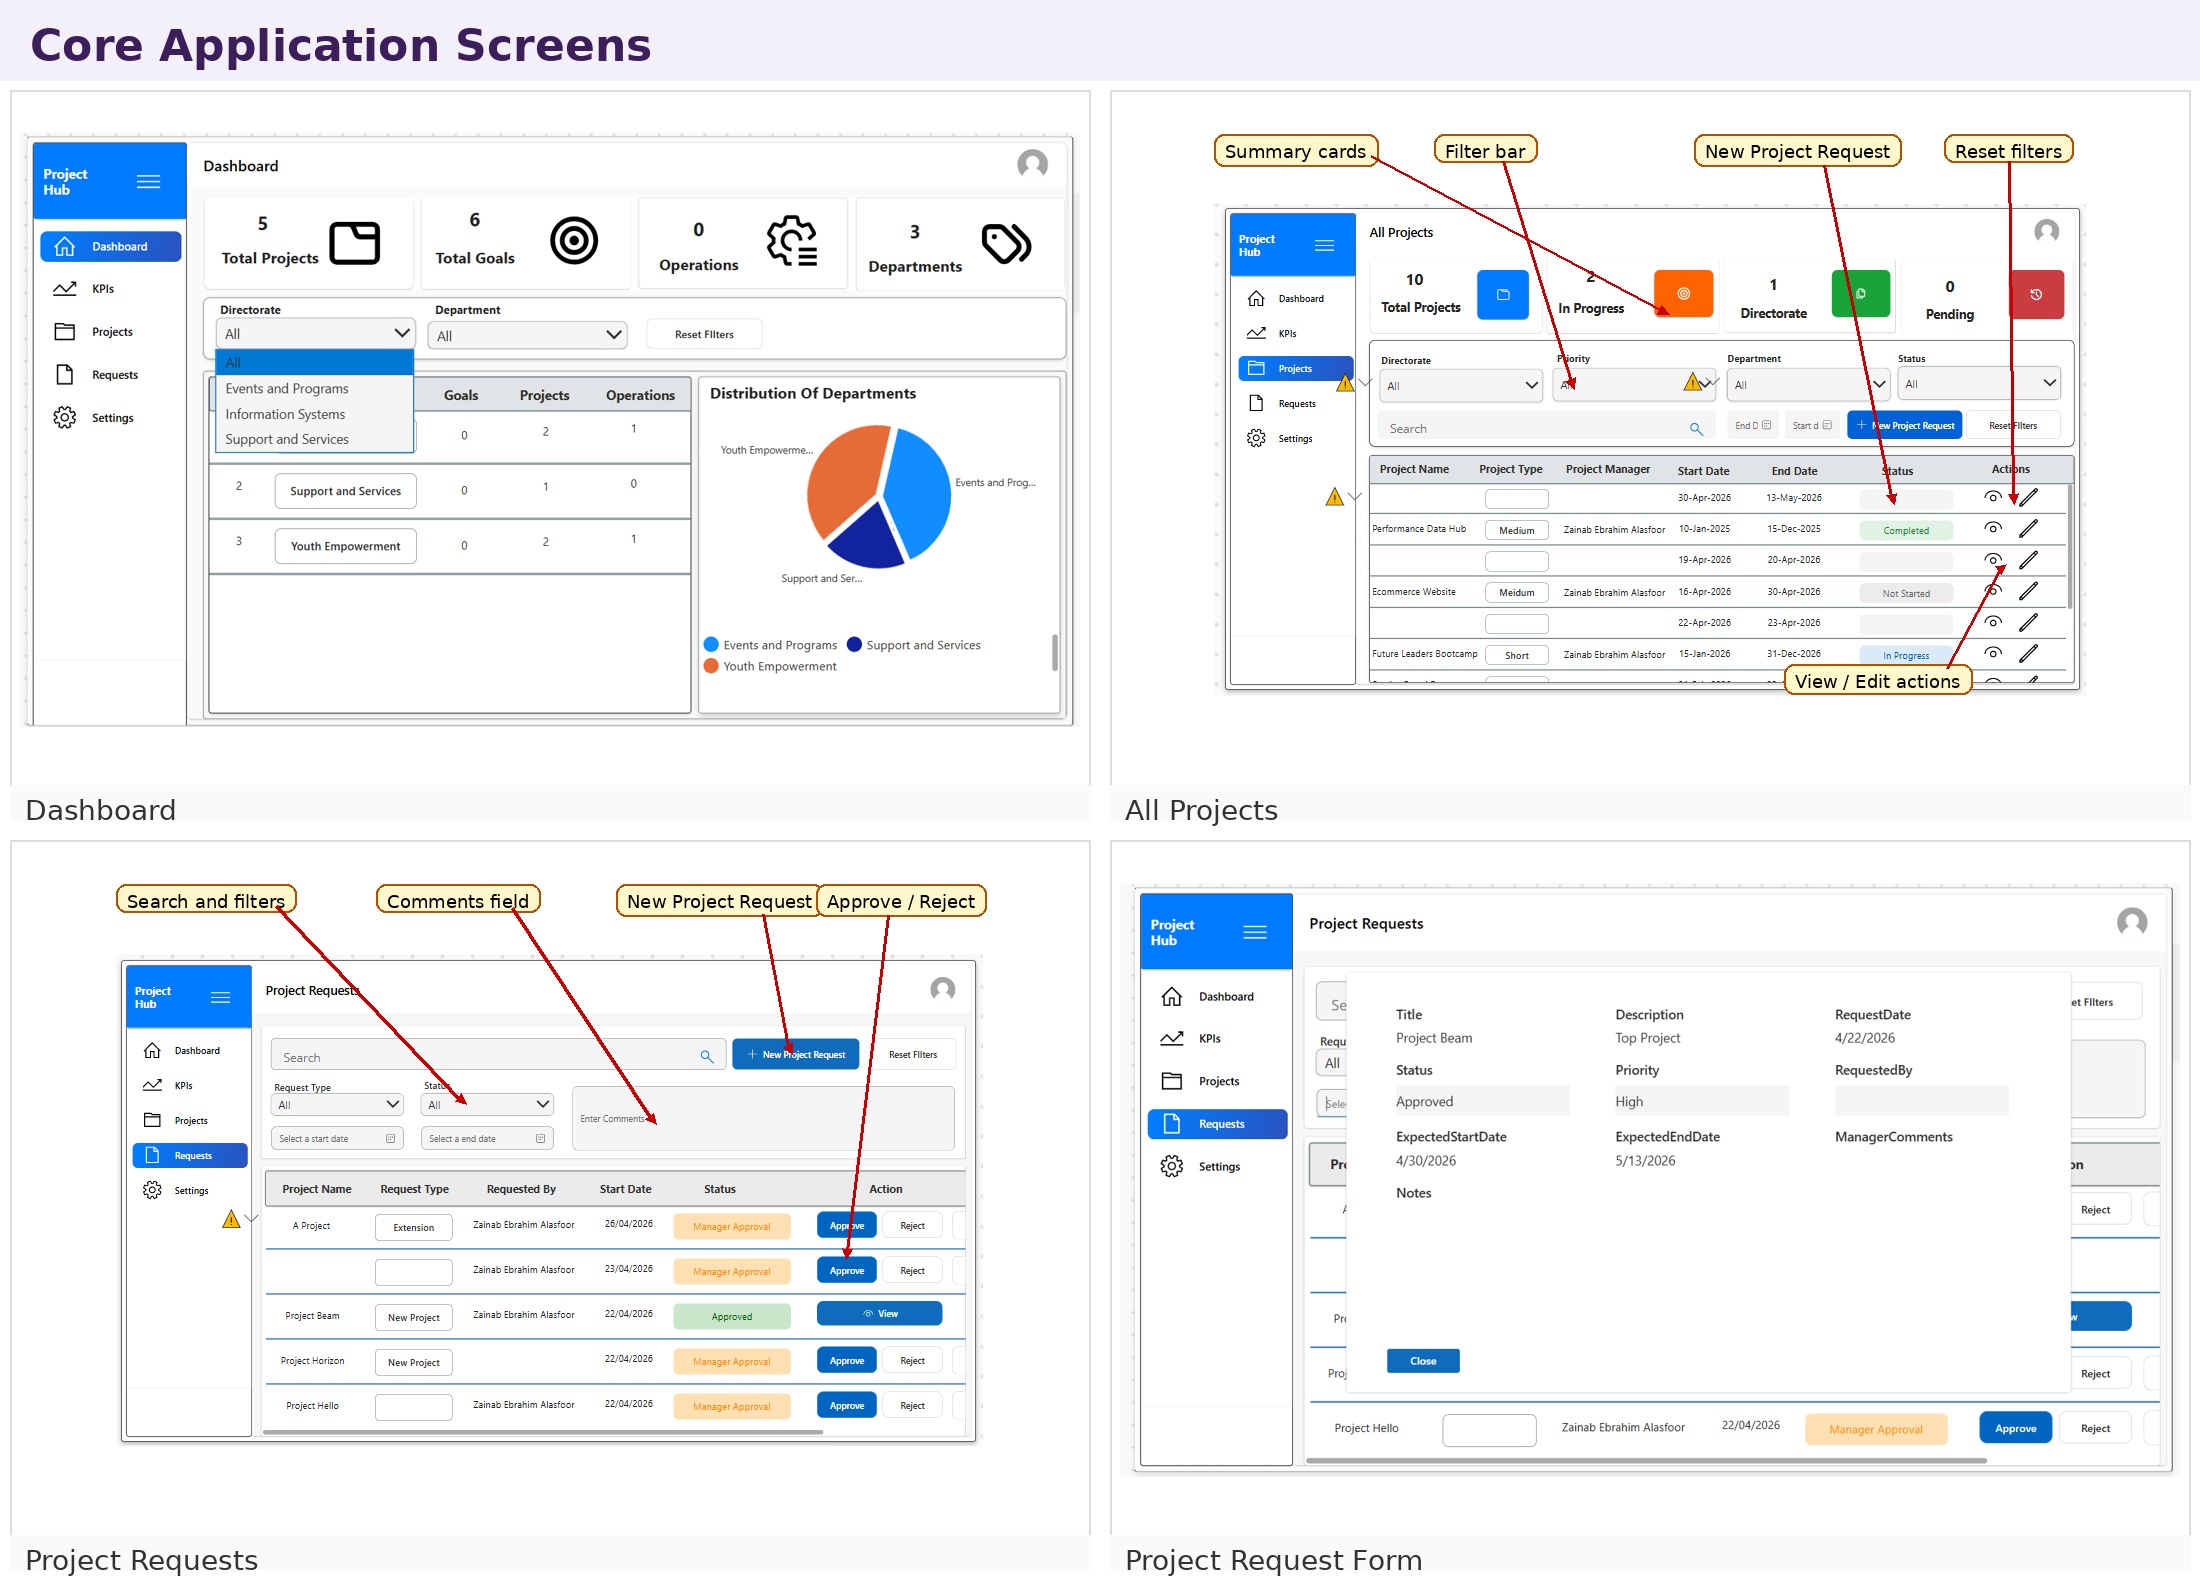 Core Application Screens
Project
Hub
Dashboard
KPIs
Projects
Requests
Settings
Dashboard
5
Total Projects
6
Total Goals
0
Operations
3
Departments
Directorate
Department
All
All
Reset FIlters
All
Events and Programs
Information Systems
Support and Services
Goals Projects Operations
0 2 1
2 Support and Services 0 1 0
3 Youth Empowerment 0 2 1
Distribution Of Departments
Youth Empowerme...
Events and Prog...
Support and Ser...
Events and Programs Support and Services
Youth Empowerment
Dashboard
Summary cards
Filter bar
New Project Request
Reset filters
Project
Hub
Dashboard
KPIs
Projects
Requests
Settings
All Projects
10
Total Projects
2
In Progress
1
Directorate
0
Pending
Directorate Priority Department Status
All All All All
Search
End D
Start d
+ New Project Request
Reset FIlters
Project Name Project Type Project Manager Start Date End Date Status Actions
30-Apr-2026 13-May-2026
Performance Data Hub Medium Zainab Ebrahim Alasfoor 10-Jan-2025 15-Dec-2025 Completed
19-Apr-2026 20-Apr-2026
Ecommerce Website Meidum Zainab Ebrahim Alasfoor 16-Apr-2026 30-Apr-2026 Not Started
22-Apr-2026 23-Apr-2026
Future Leaders Bootcamp Short Zainab Ebrahim Alasfoor 15-Jan-2026 31-Dec-2026 In Progress
View / Edit actions
All Projects
Search and filters
Comments field
New Project Request
Approve / Reject
Project
Hub
Dashboard
KPIs
Projects
Requests
Settings
Project Requests
Search
+ New Project Request
Reset FIlters
Request Type Status
All All
Select a start date Select a end date
Enter Comments
Project Name Request Type Requested By Start Date Status Action
A Project Extension Zainab Ebrahim Alasfoor 26/04/2026 Manager Approval Approve Reject
Zainab Ebrahim Alasfoor 23/04/2026 Manager Approval Approve Reject
Project Beam New Project Zainab Ebrahim Alasfoor 22/04/2026 Approved View
Project Horizon New Project 22/04/2026 Manager Approval Approve Reject
Project Hello Zainab Ebrahim Alasfoor 22/04/2026 Manager Approval Approve Reject
Project Requests
Project
Hub
Dashboard
KPIs
Projects
Requests
Settings
Project Requests
Se
et FIlters
Requ
All
Sele
Title Description RequestDate
Project Beam Top Project 4/22/2026
Status Priority RequestedBy
Approved High
ExpectedStartDate ExpectedEndDate ManagerComments
4/30/2026 5/13/2026
Notes
Close
Pro
on
A
Reject
Pro
w
Proj
Reject
Project Hello Zainab Ebrahim Alasfoor 22/04/2026 Manager Approval Approve Reject
Project Request Form